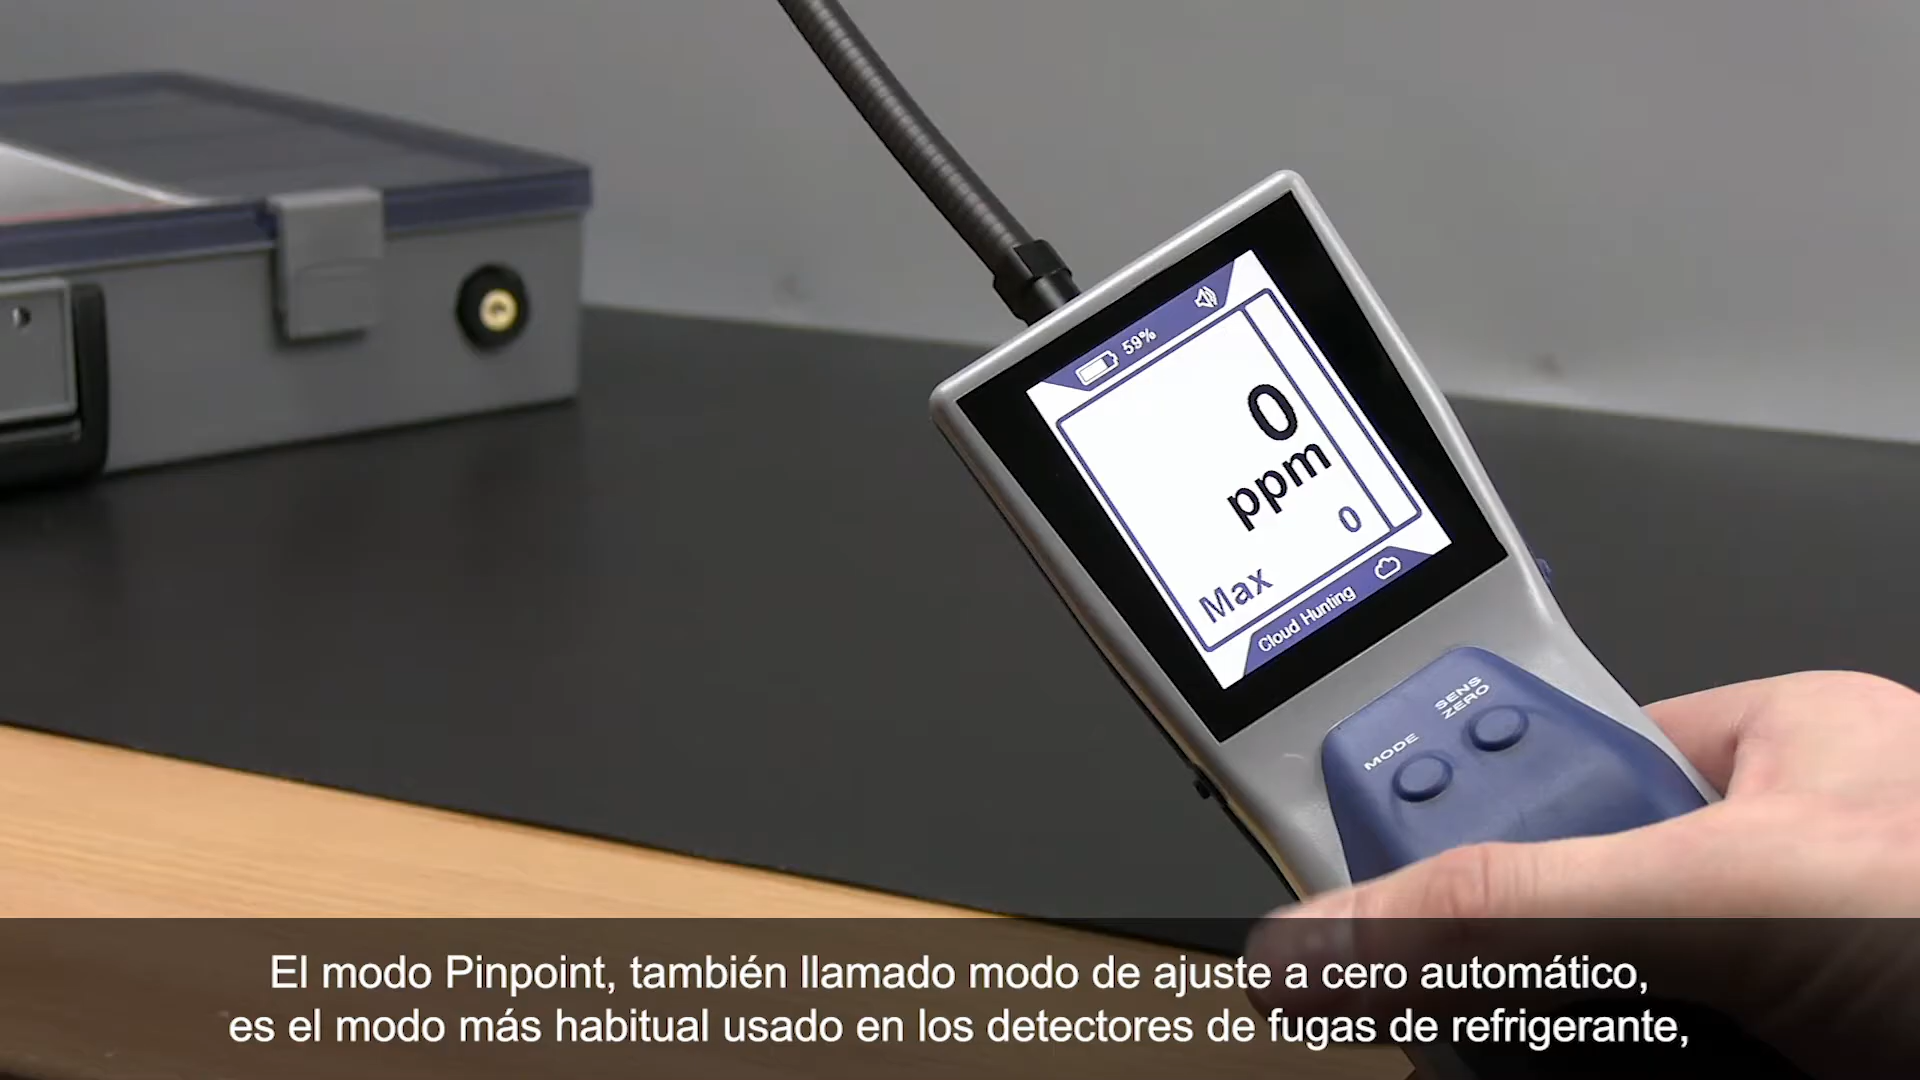 59%
0
ppm
0
Max
Cloud Hunting
SENS
ZERO
MODE
El modo Pinpoint, también llamado modo de ajuste a cero automático,
es el modo más habitual usado en los detectores de fugas de refrigerante,